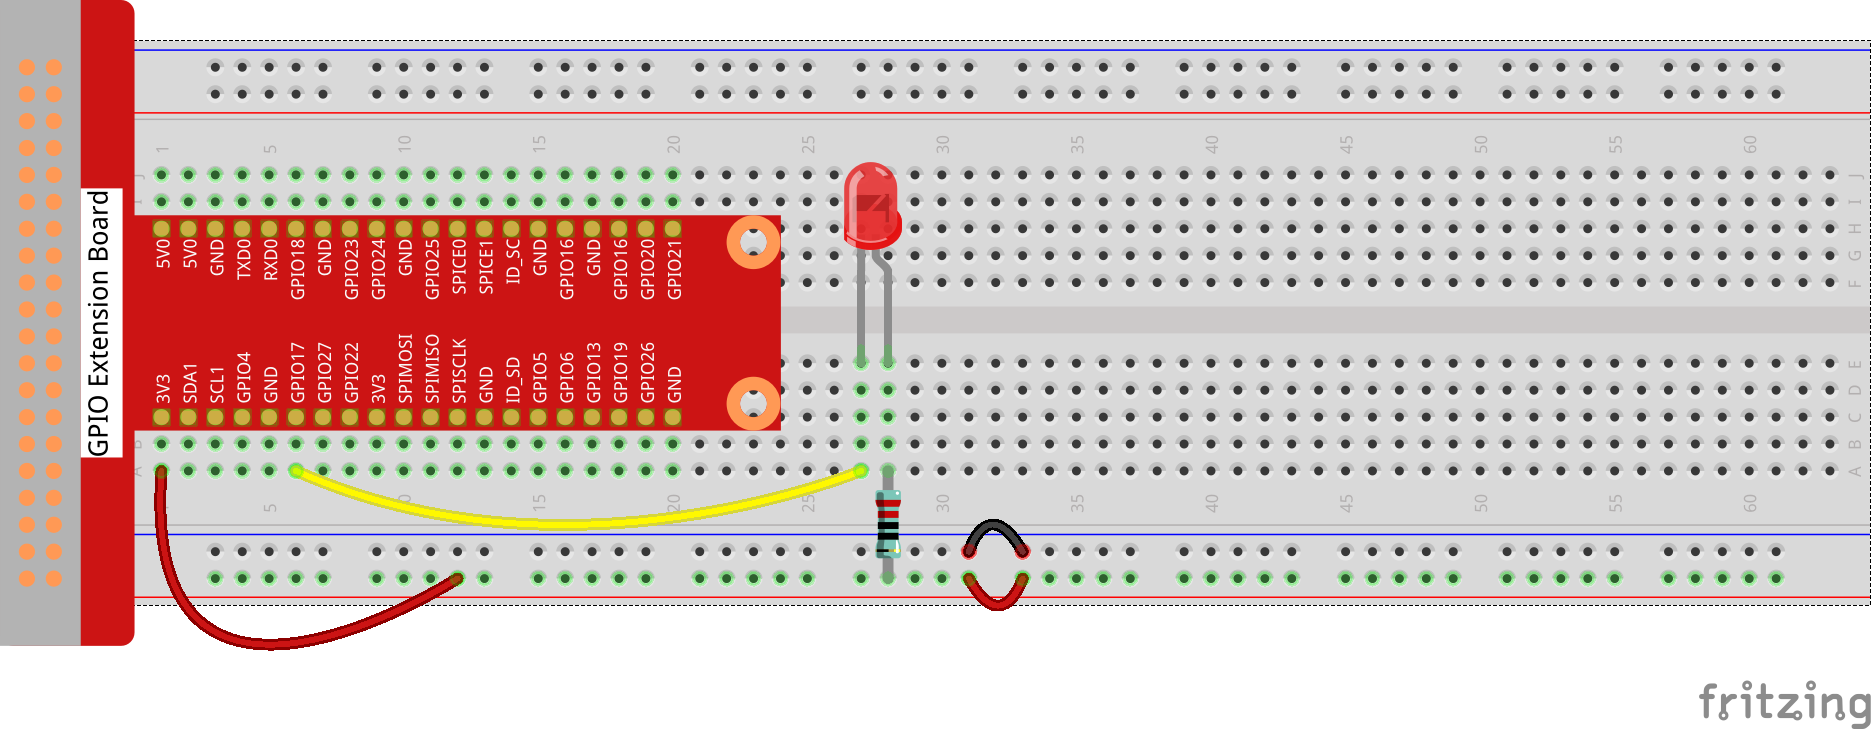 GPIO Extension Board
1 5 10 15 20 25 30 35 40 45 50 55 60
J J
I I
5V0 5V0 GND TXD0 RXD0 GPIO18 GND GPIO23 GPIO24 GND GPIO25 SPICE0 SPICE1 ID_SC GND GPIO16 GND GPIO16 GPIO20 GPIO21
H
G
F
3V3 SDA1 SCL1 GPIO4 GND GPIO17 GPIO27 GPIO22 3V3 SPIMOSI SPIMISO SPISCLK GND ID_SD GPIO5 GPIO6 GPIO13 GPIO19 GPIO26 GND
E
D
C
B B
A A
5 10 15 20 30 35 40 45 50 55 60
fritzing